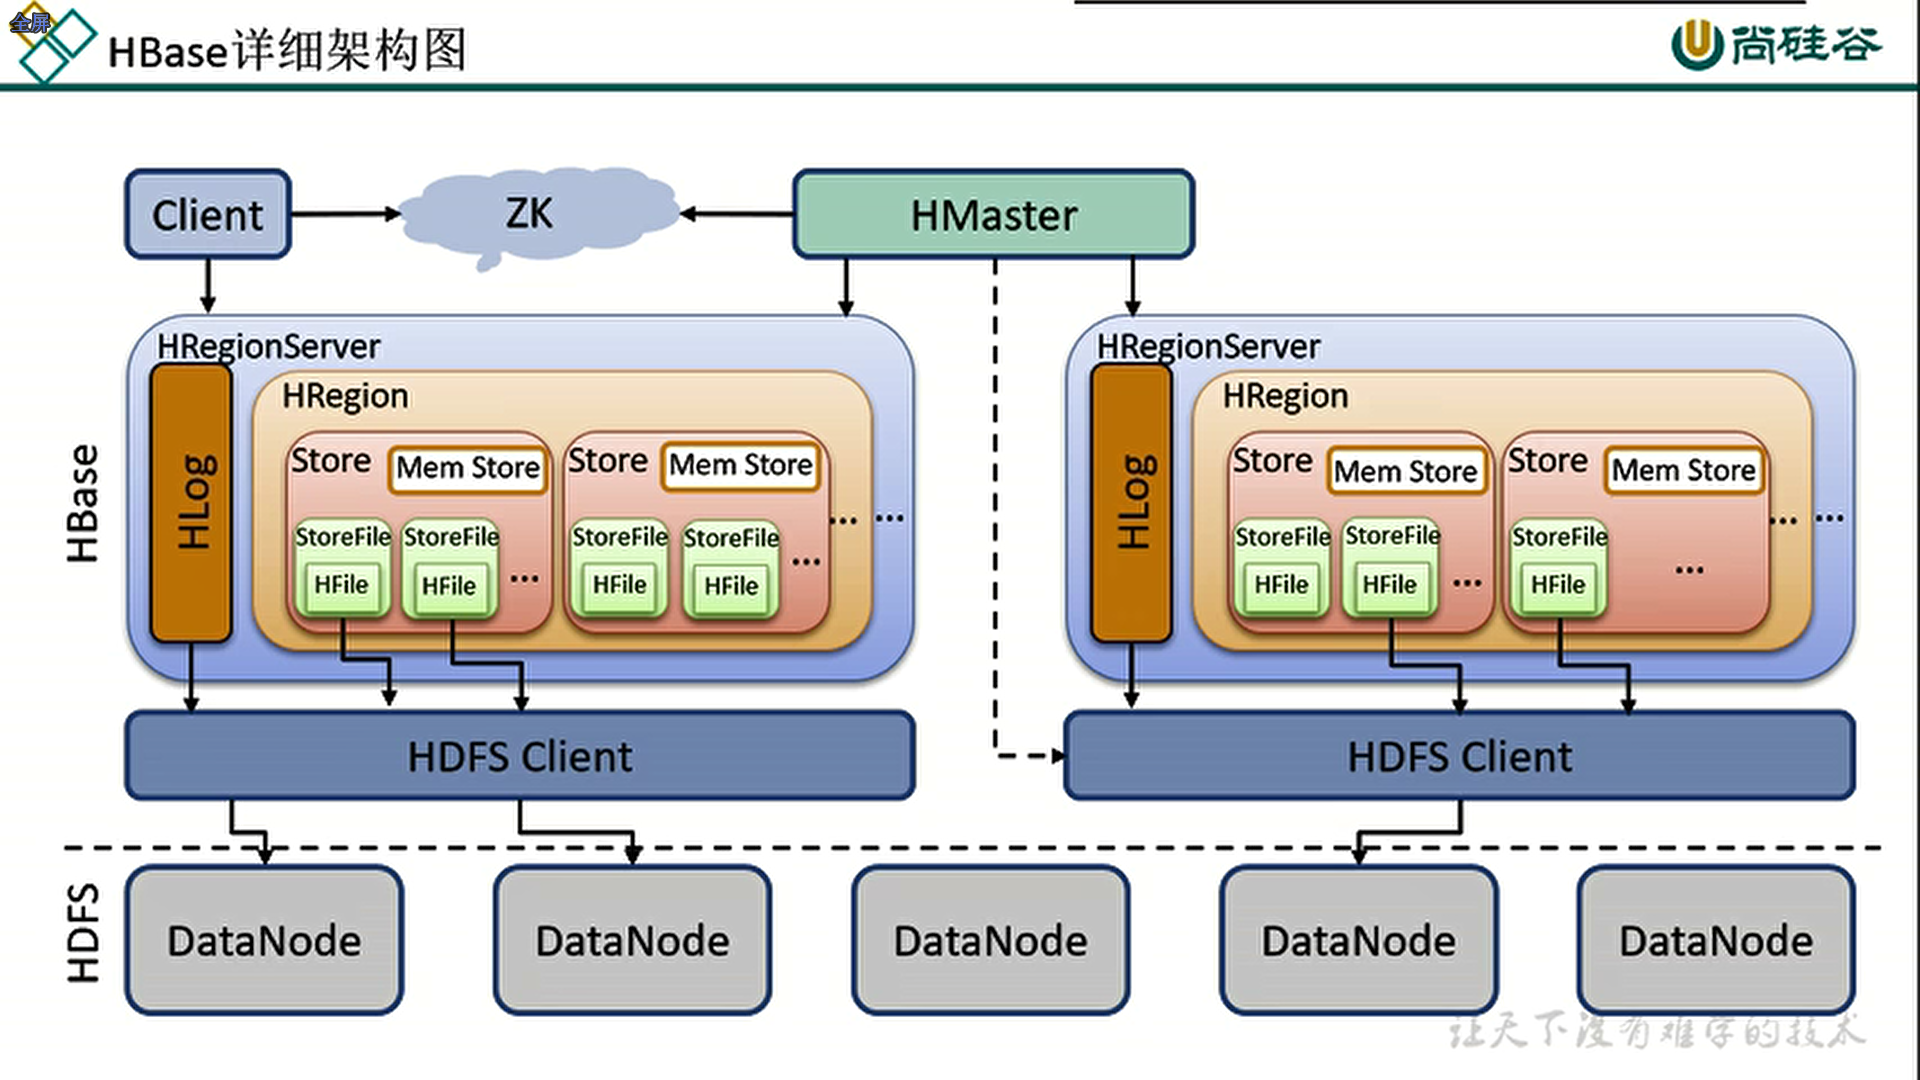 全屏
HBase详细架构图
尚硅谷
Client
ZK
HMaster
HBase
HRegionServer
HLog
HRegion
Store
Mem Store
StoreFile
HFile
StoreFile
HFile
...
Store
Mem Store
StoreFile
HFile
StoreFile
HFile
...
...
...
HRegionServer
HLog
HRegion
Store
Mem Store
StoreFile
HFile
StoreFile
HFile
...
Store
Mem Store
StoreFile
HFile
...
...
...
HDFS Client
HDFS Client
HDFS
DataNode
DataNode
DataNode
DataNode
DataNode
让天下没有难学的技术